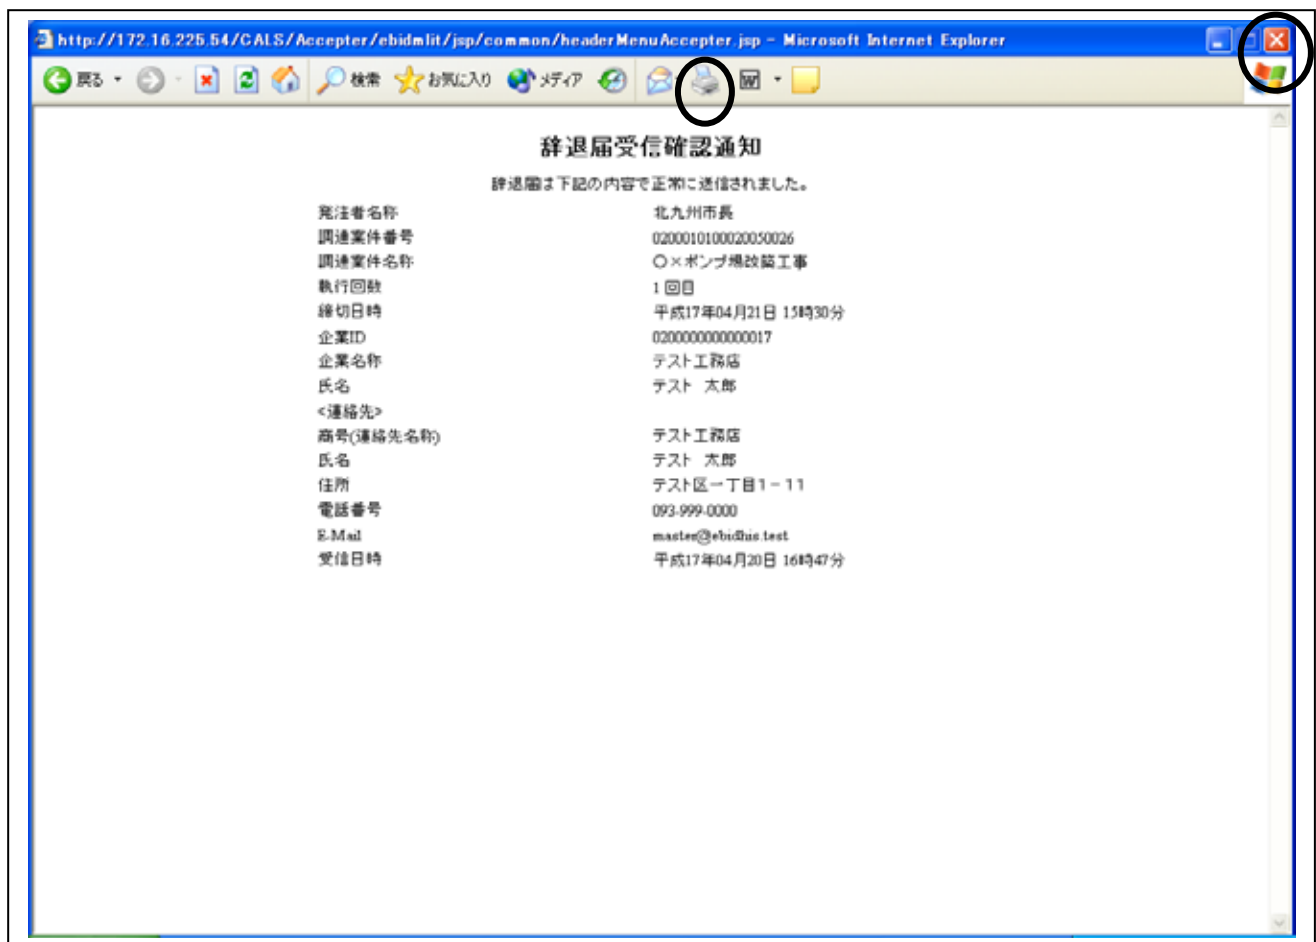 http://172.16.225.54/CALS/Accepter/ebidmlit/jsp/common/headerMenuAccepter.jsp - Microsoft Internet Explorer
戻る 検索 お気に入り メディア
辞退届受信確認通知
辞退届は下記の内容で正常に送信されました。
発注者名称 北九州市長
調達案件番号 0200010100020050026
調達案件名称 〇×ポンプ場改築工事
執行回数 1 回目
締切日時 平成17年04月21日 15時30分
企業ID 0200000000000017
企業名称 テスト工務店
氏名 テスト 太郎
<連絡先>
商号(連絡先名称) テスト工務店
氏名 テスト 太郎
住所 テスト区一丁目1-11
電話番号 093-999-0000
E-Mail master@ebidhis.test
受信日時 平成17年04月20日 16時47分